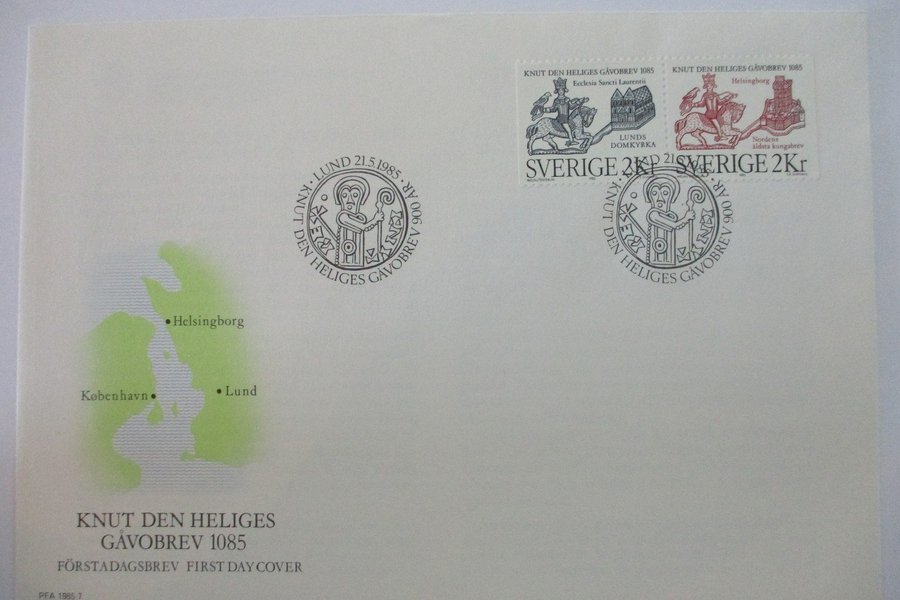 KNUT DEN HELIGES GÅVOBREV 1085
Ecclesia Sancti Laurentii
LUNDS
DOMKYRKA
SVERIGE 2Kr
KNUT DEN HELIGES GÅVOBREV 1085
Helsingborg
Nordens
äldsta kungabrev
SVERIGE 2Kr
LUND 21.5.1985
KNUT DEN HELIGES GÅVOBREV 900 ÅR
LUND 21
KNUT DEN HELIGES GÅVOBREV 900 ÅR
Helsingborg
København
Lund
KNUT DEN HELIGES
GÅVOBREV 1085
FÖRSTADAGSBREV FIRST DAY COVER
PFA 1985:7